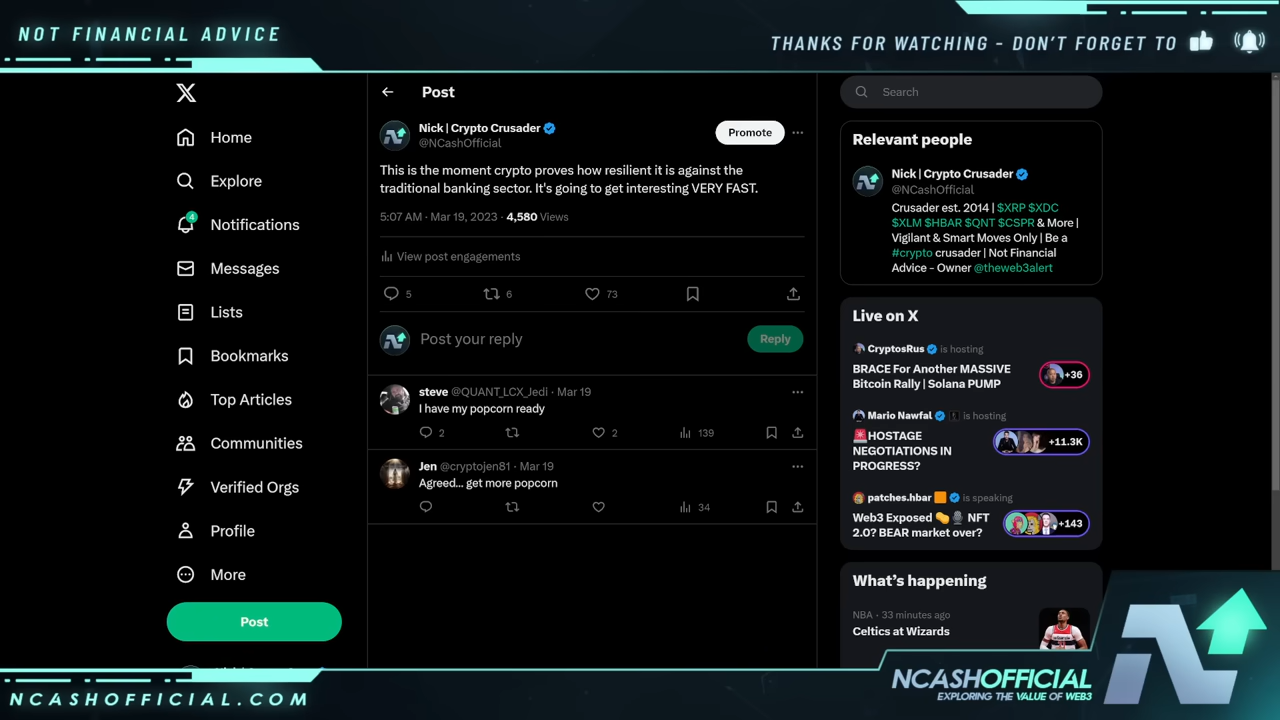 NOT FINANCIAL ADVICE
THANKS FOR WATCHING - DON'T FORGET TO
Home
Explore
4
Notifications
Messages
Lists
Bookmarks
Top Articles
Communities
Verified Orgs
Profile
More
Post
Post
Nick | Crypto Crusader
@NCashOfficial
Promote
This is the moment crypto proves how resilient it is against the
traditional banking sector. It's going to get interesting VERY FAST.
5:07 AM · Mar 19, 2023 · 4,580 Views
View post engagements
5 6 73
Post your reply
Reply
steve @QUANT_LCX_Jedi · Mar 19
I have my popcorn ready
2 2 139
Jen @cryptojen81 · Mar 19
Agreed... get more popcorn
34
Search
Relevant people
Nick | Crypto Crusader
@NCashOfficial
Crusader est. 2014 | $XRP $XDC
$XLM $HBAR $QNT $CSPR & More |
Vigilant & Smart Moves Only | Be a
#crypto crusader | Not Financial
Advice - Owner @theweb3alert
Live on X
CryptosRus is hosting
BRACE For Another MASSIVE
Bitcoin Rally | Solana PUMP
+36
Mario Nawfal is hosting
🚨HOSTAGE
NEGOTIATIONS IN
PROGRESS?
+11.3K
patches.hbar is speaking
Web3 Exposed NFT
2.0? BEAR market over?
+143
What's happening
NBA · 33 minutes ago
Celtics at Wizards
NCASHOFFICIAL.COM
NCASHOFFICIAL
EXPLORING THE VALUE OF WEB3